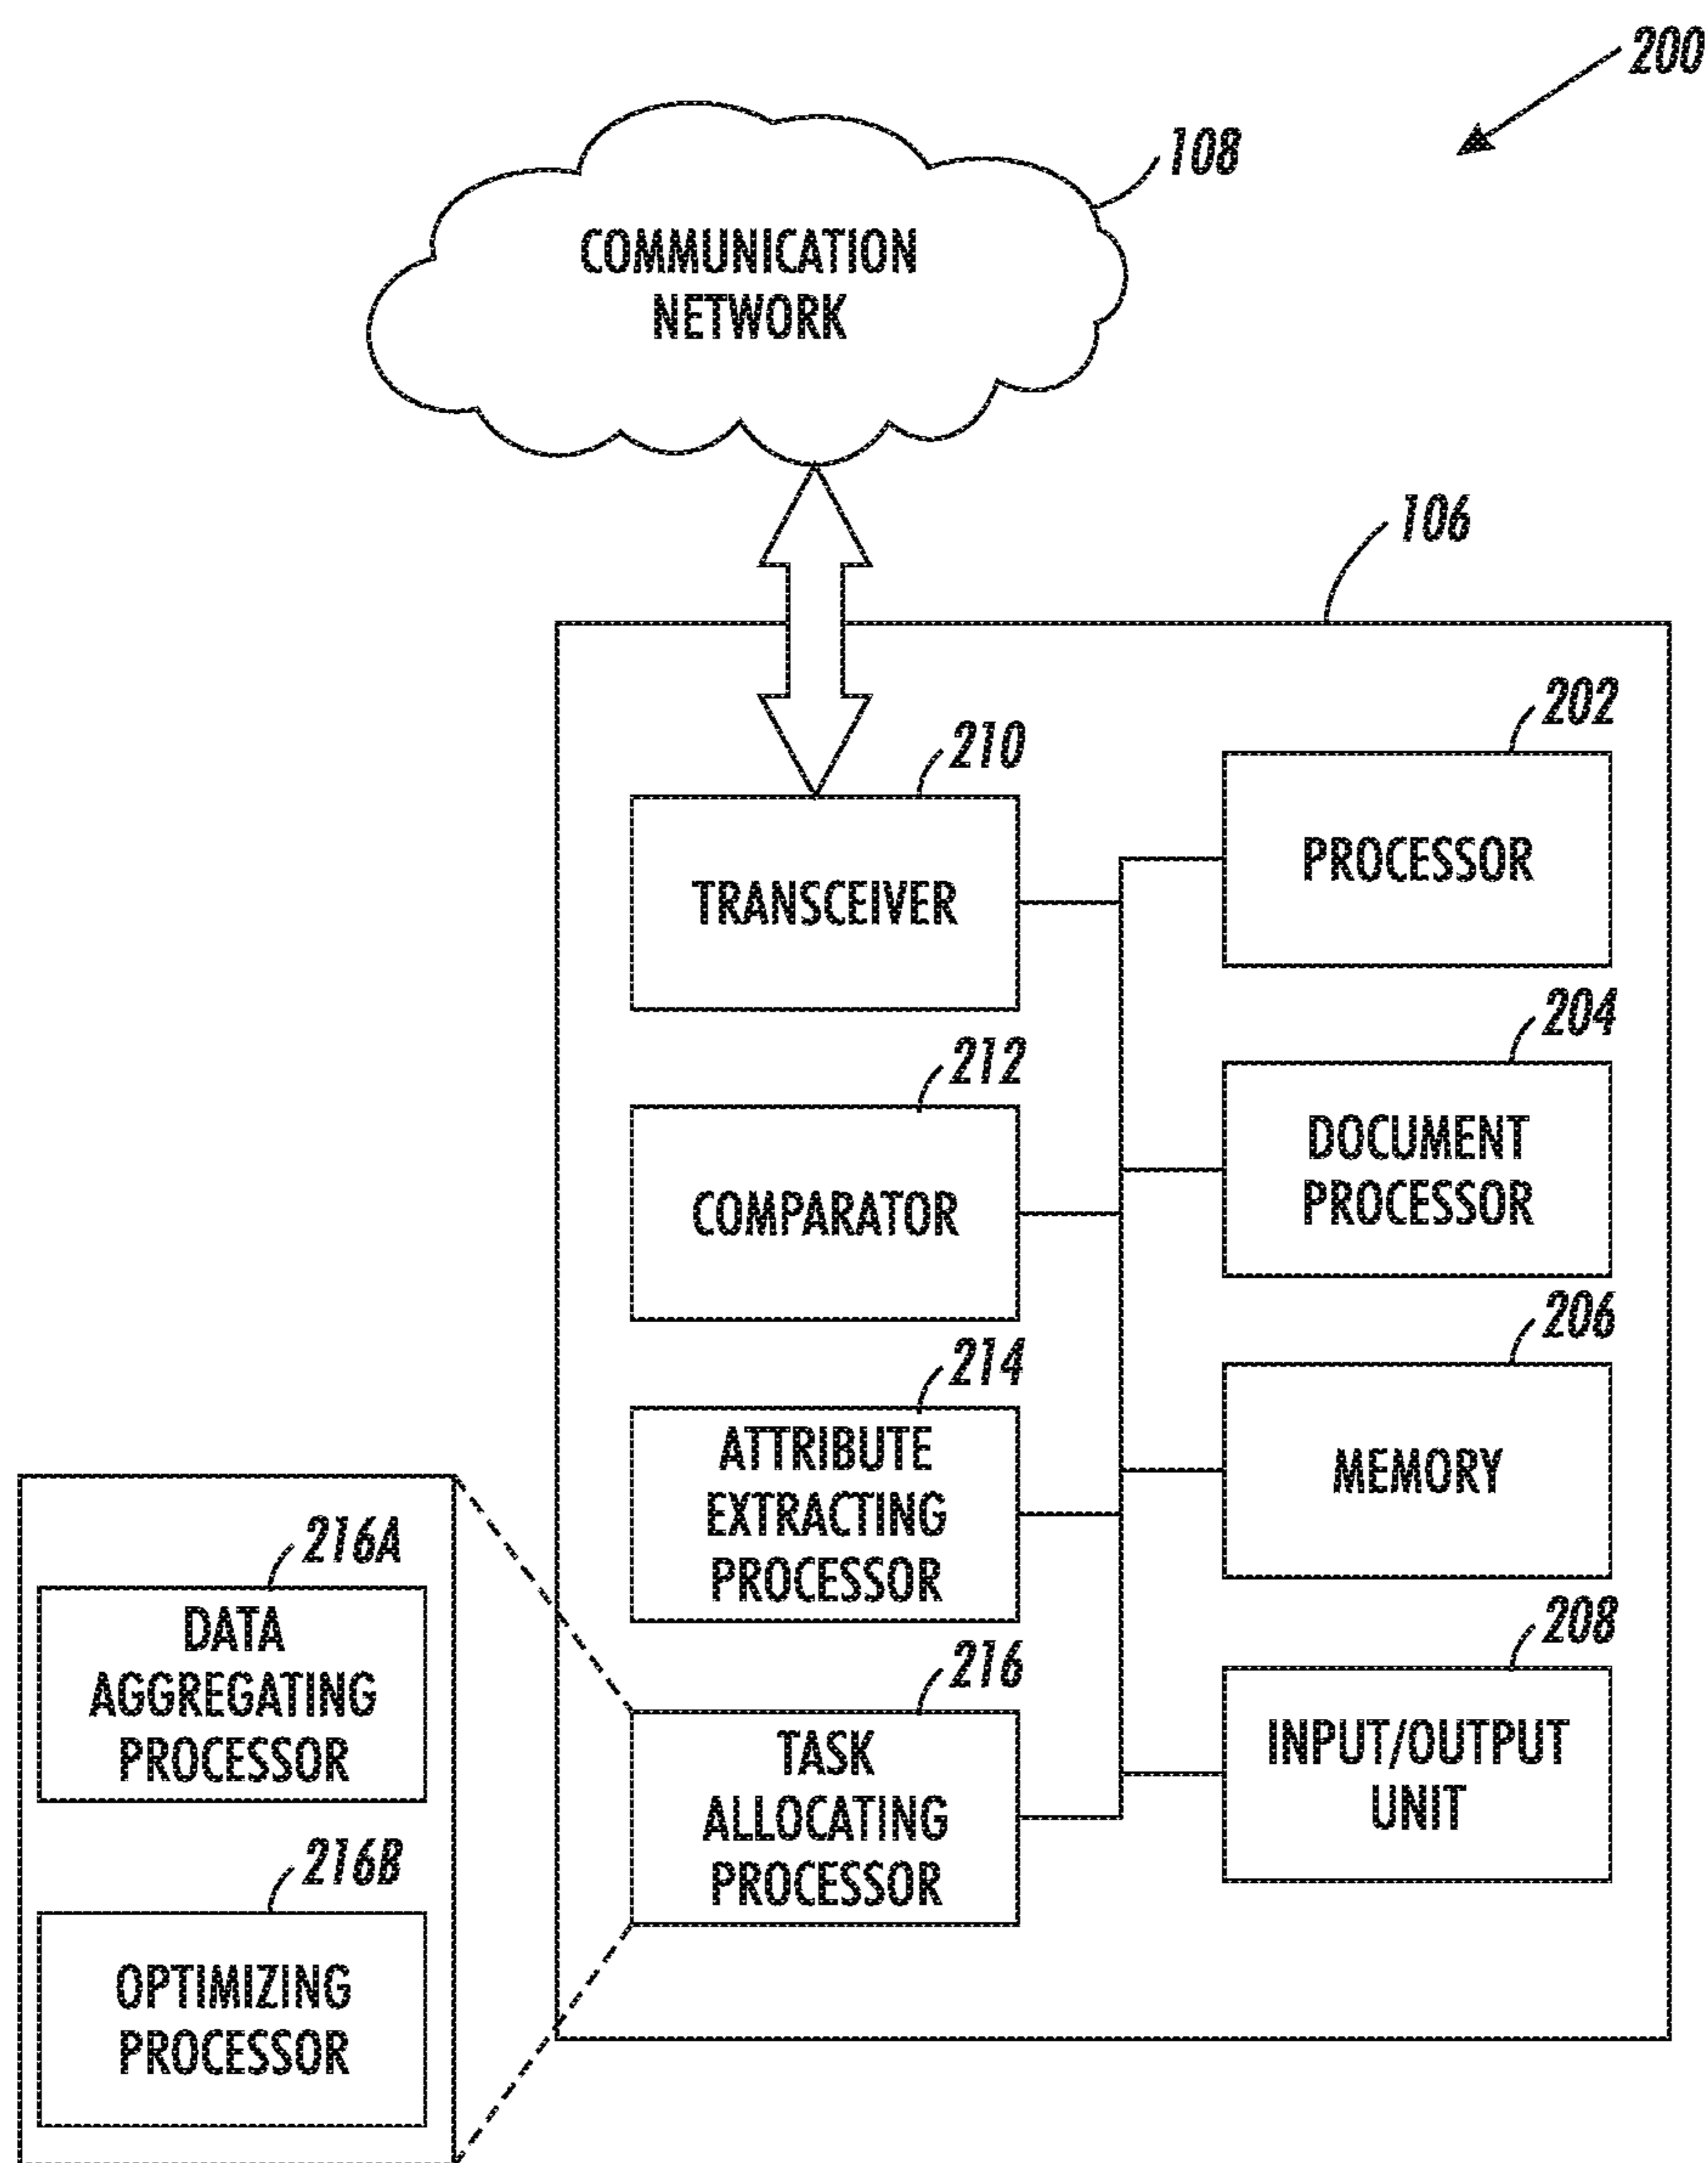 200
108
COMMUNICATION
NETWORK
106
210
TRANSCEIVER
202
PROCESSOR
212
COMPARATOR
204
DOCUMENT
PROCESSOR
214
ATTRIBUTE
EXTRACTING
PROCESSOR
206
MEMORY
216
TASK
ALLOCATING
PROCESSOR
208
INPUT/OUTPUT
UNIT
216A
DATA
AGGREGATING
PROCESSOR
216B
OPTIMIZING
PROCESSOR